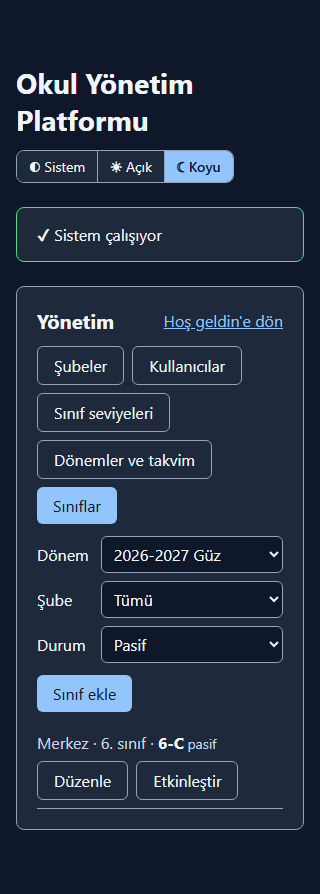 Okul Yönetim
Platformu
◐ Sistem ☀ Açık ☾ Koyu
✓ Sistem çalışıyor
Yönetim Hoş geldin'e dön
Şubeler Kullanıcılar
Sınıf seviyeleri
Dönemler ve takvim
Sınıflar
Dönem 2026-2027 Güz
Şube Tümü
Durum Pasif
Sınıf ekle
Merkez · 6. sınıf · 6-C pasif
Düzenle Etkinleştir